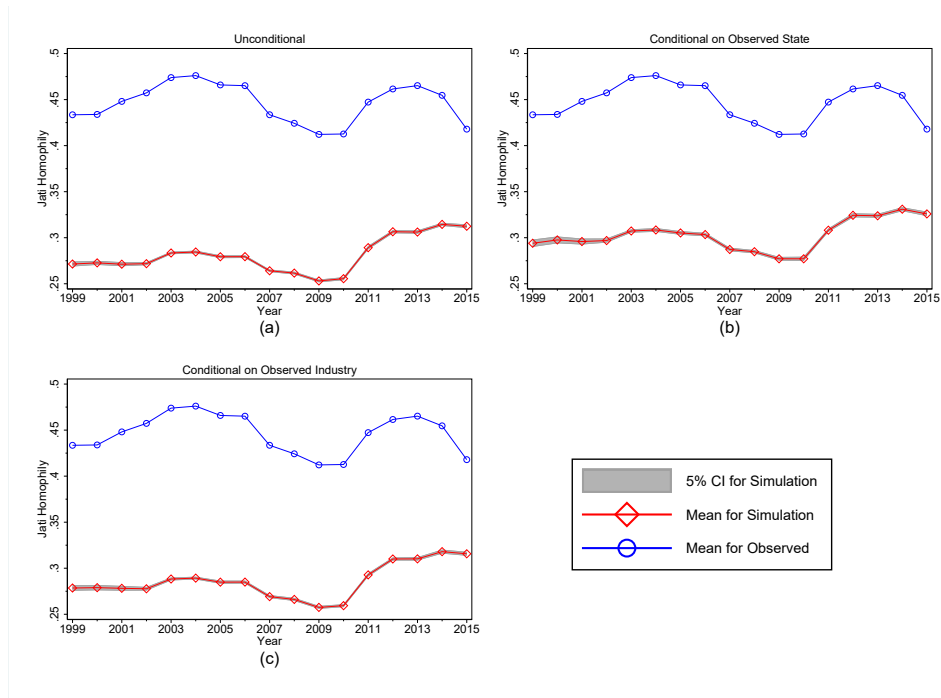 Unconditional
Jati Homophily
.5
.45
.4
.35
.3
.25
1999 2001 2003 2005 2007 2009 2011 2013 2015
Year
(a)
Conditional on Observed State
Jati Homophily
.5
.45
.4
.35
.3
.25
1999 2001 2003 2005 2007 2009 2011 2013 2015
Year
(b)
Conditional on Observed Industry
Jati Homophily
.5
.45
.4
.35
.3
.25
1999 2001 2003 2005 2007 2009 2011 2013 2015
Year
(c)
5% CI for Simulation
Mean for Simulation
Mean for Observed